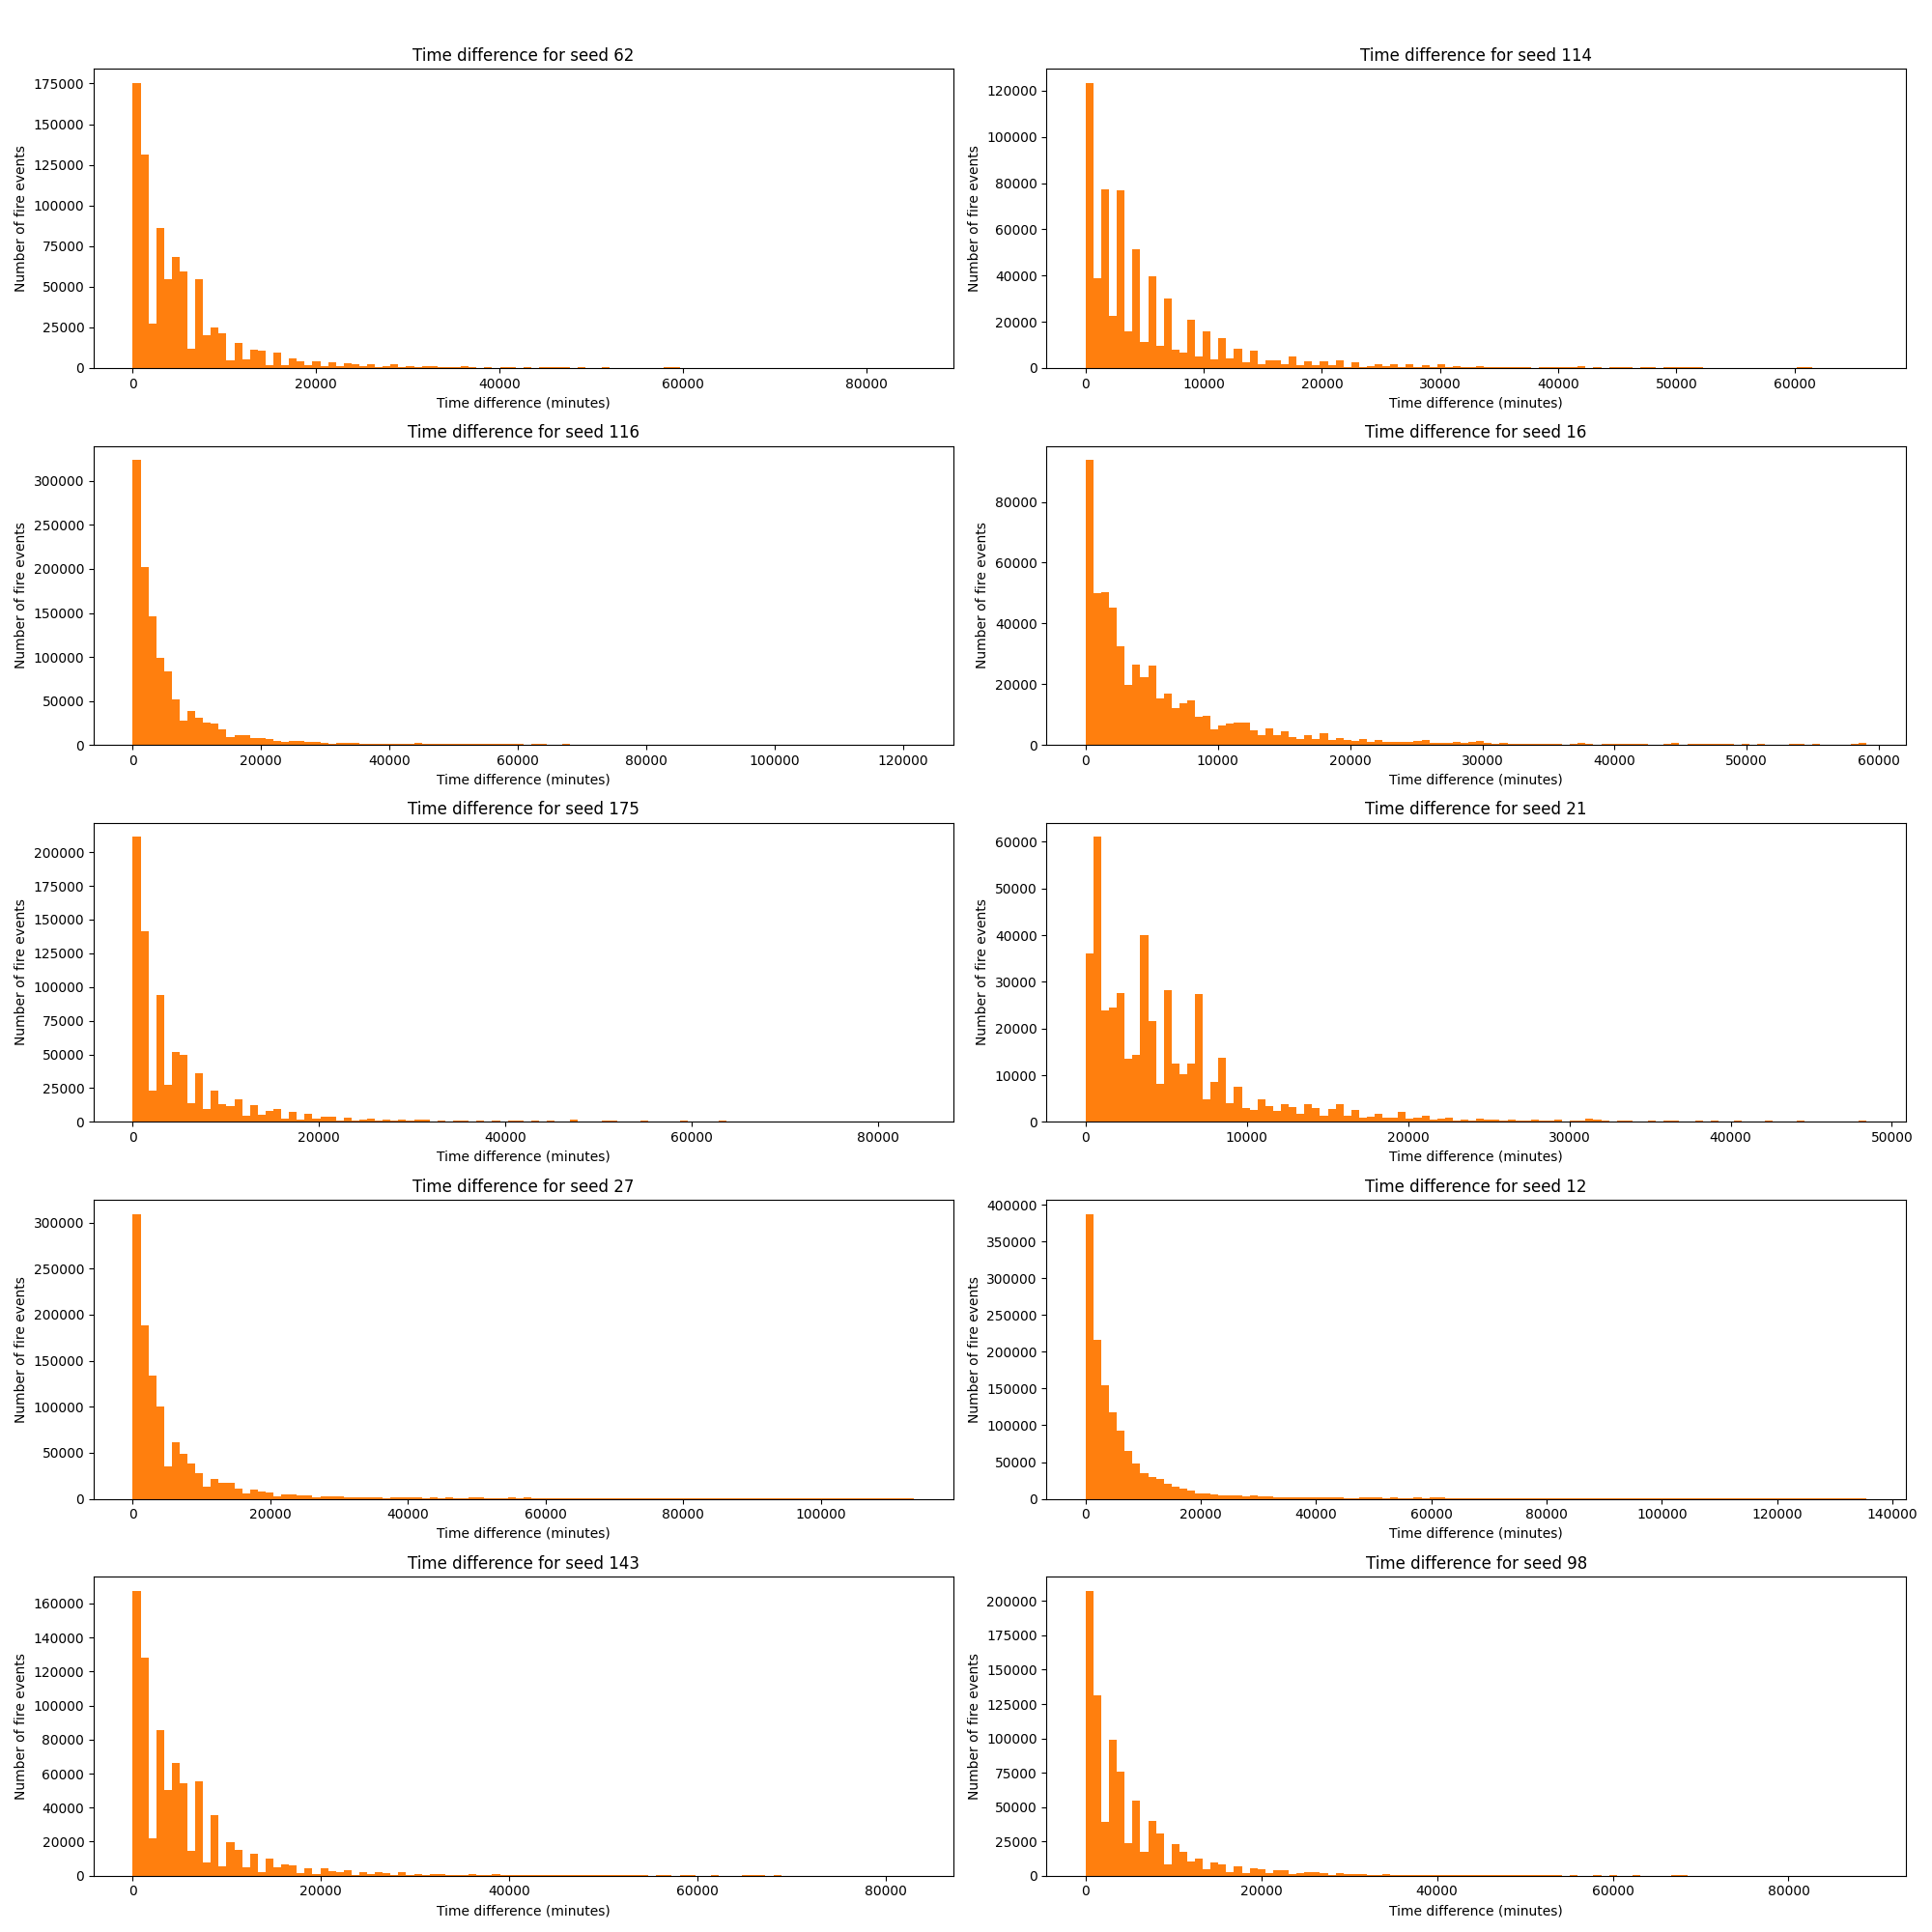 Time difference for seed 62
Number of fire events
175000
150000
125000
100000
75000
50000
25000
0
0 20000 40000 60000 80000
Time difference (minutes)
Time difference for seed 114
Number of fire events
120000
100000
80000
60000
40000
20000
0
0 10000 20000 30000 40000 50000 60000
Time difference (minutes)
Time difference for seed 116
Number of fire events
300000
250000
200000
150000
100000
50000
0
0 20000 40000 60000 80000 100000 120000
Time difference (minutes)
Time difference for seed 16
Number of fire events
80000
60000
40000
20000
0
0 10000 20000 30000 40000 50000 60000
Time difference (minutes)
Time difference for seed 175
Number of fire events
200000
175000
150000
125000
100000
75000
50000
25000
0
0 20000 40000 60000 80000
Time difference (minutes)
Time difference for seed 21
Number of fire events
60000
50000
40000
30000
20000
10000
0
0 10000 20000 30000 40000 50000
Time difference (minutes)
Time difference for seed 27
Number of fire events
300000
250000
200000
150000
100000
50000
0
0 20000 40000 60000 80000 100000
Time difference (minutes)
Time difference for seed 12
Number of fire events
400000
350000
300000
250000
200000
150000
100000
50000
0
0 20000 40000 60000 80000 100000 120000 140000
Time difference (minutes)
Time difference for seed 143
Number of fire events
160000
140000
120000
100000
80000
60000
40000
20000
0
0 20000 40000 60000 80000
Time difference (minutes)
Time difference for seed 98
Number of fire events
200000
175000
150000
125000
100000
75000
50000
25000
0
0 20000 40000 60000 80000
Time difference (minutes)